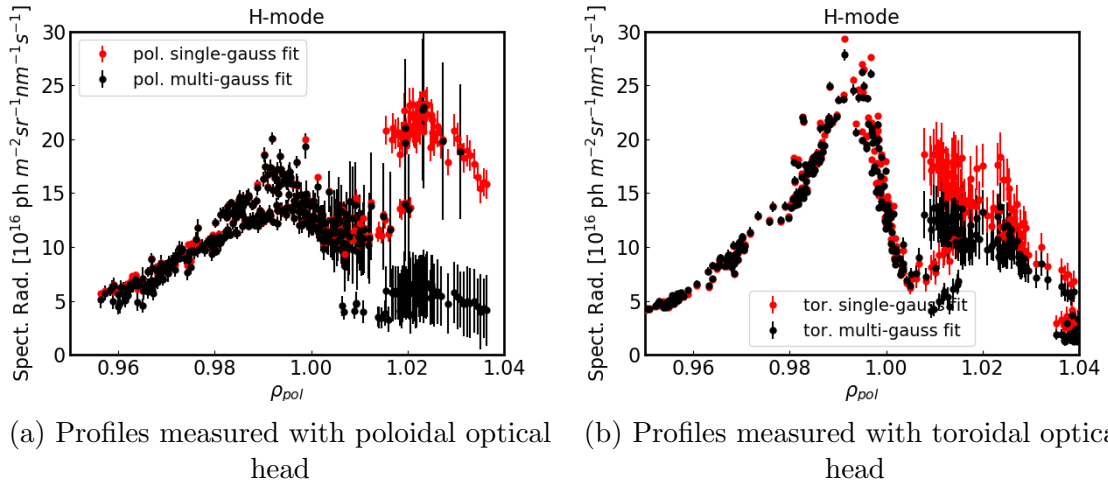 H-mode
30
25
20
15
10
5
0
Spect. Rad. [10^16 ph m^−2 sr^−1 nm^−1 s^−1]
pol. single-gauss fit
pol. multi-gauss fit
0.96 0.98 1.00 1.02 1.04
ρ_pol
(a) Profiles measured with poloidal optical
head
H-mode
30
25
20
15
10
5
0
Spect. Rad. [10^16 ph m^−2 sr^−1 nm^−1 s^−1]
tor. single-gauss fit
tor. multi-gauss fit
0.96 0.98 1.00 1.02 1.04
ρ_pol
(b) Profiles measured with toroidal optica
head